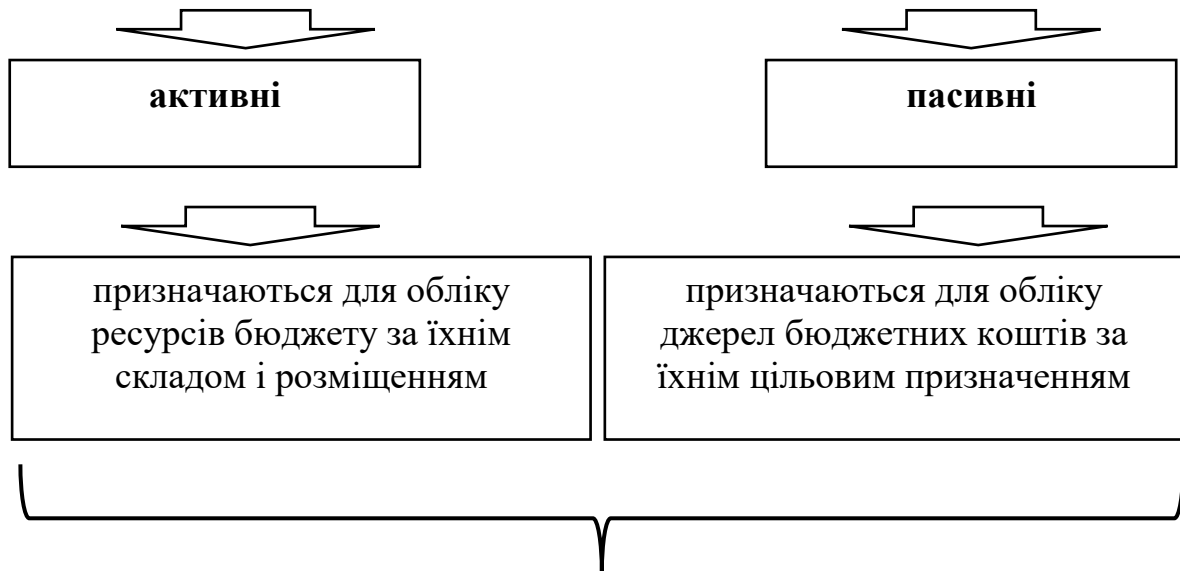 активні
пасивні
призначаються для обліку
ресурсів бюджету за їхнім
складом і розміщенням
призначаються для обліку
джерел бюджетних коштів за
їхнім цільовим призначенням